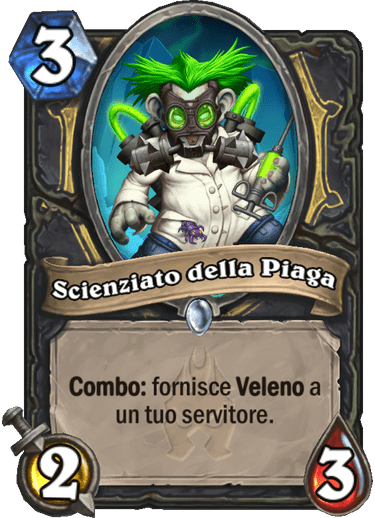 3
Scienziato della Piaga
Combo: fornisce Veleno a
un tuo servitore.
2
3